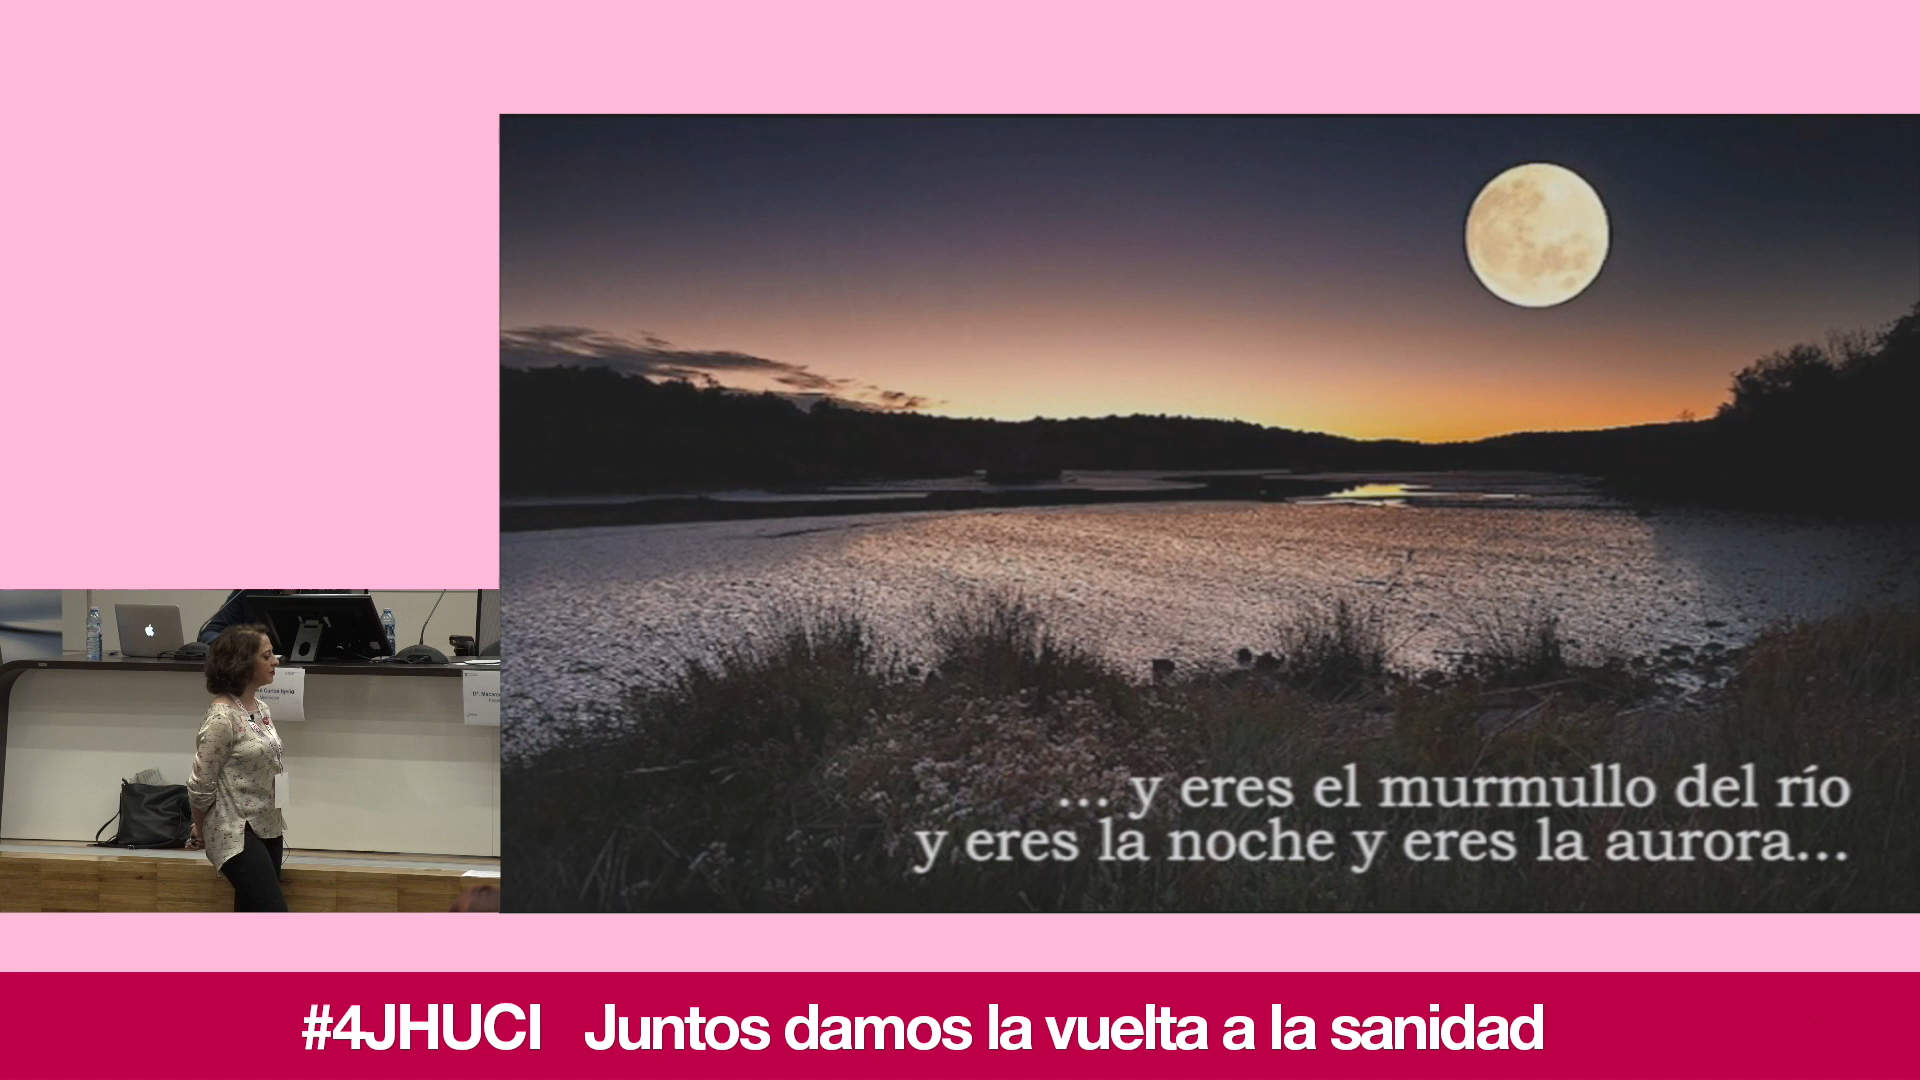 ... y eres el murmullo del río
y eres la noche y eres la aurora...
#4JHUCI Juntos damos la vuelta a la sanidad